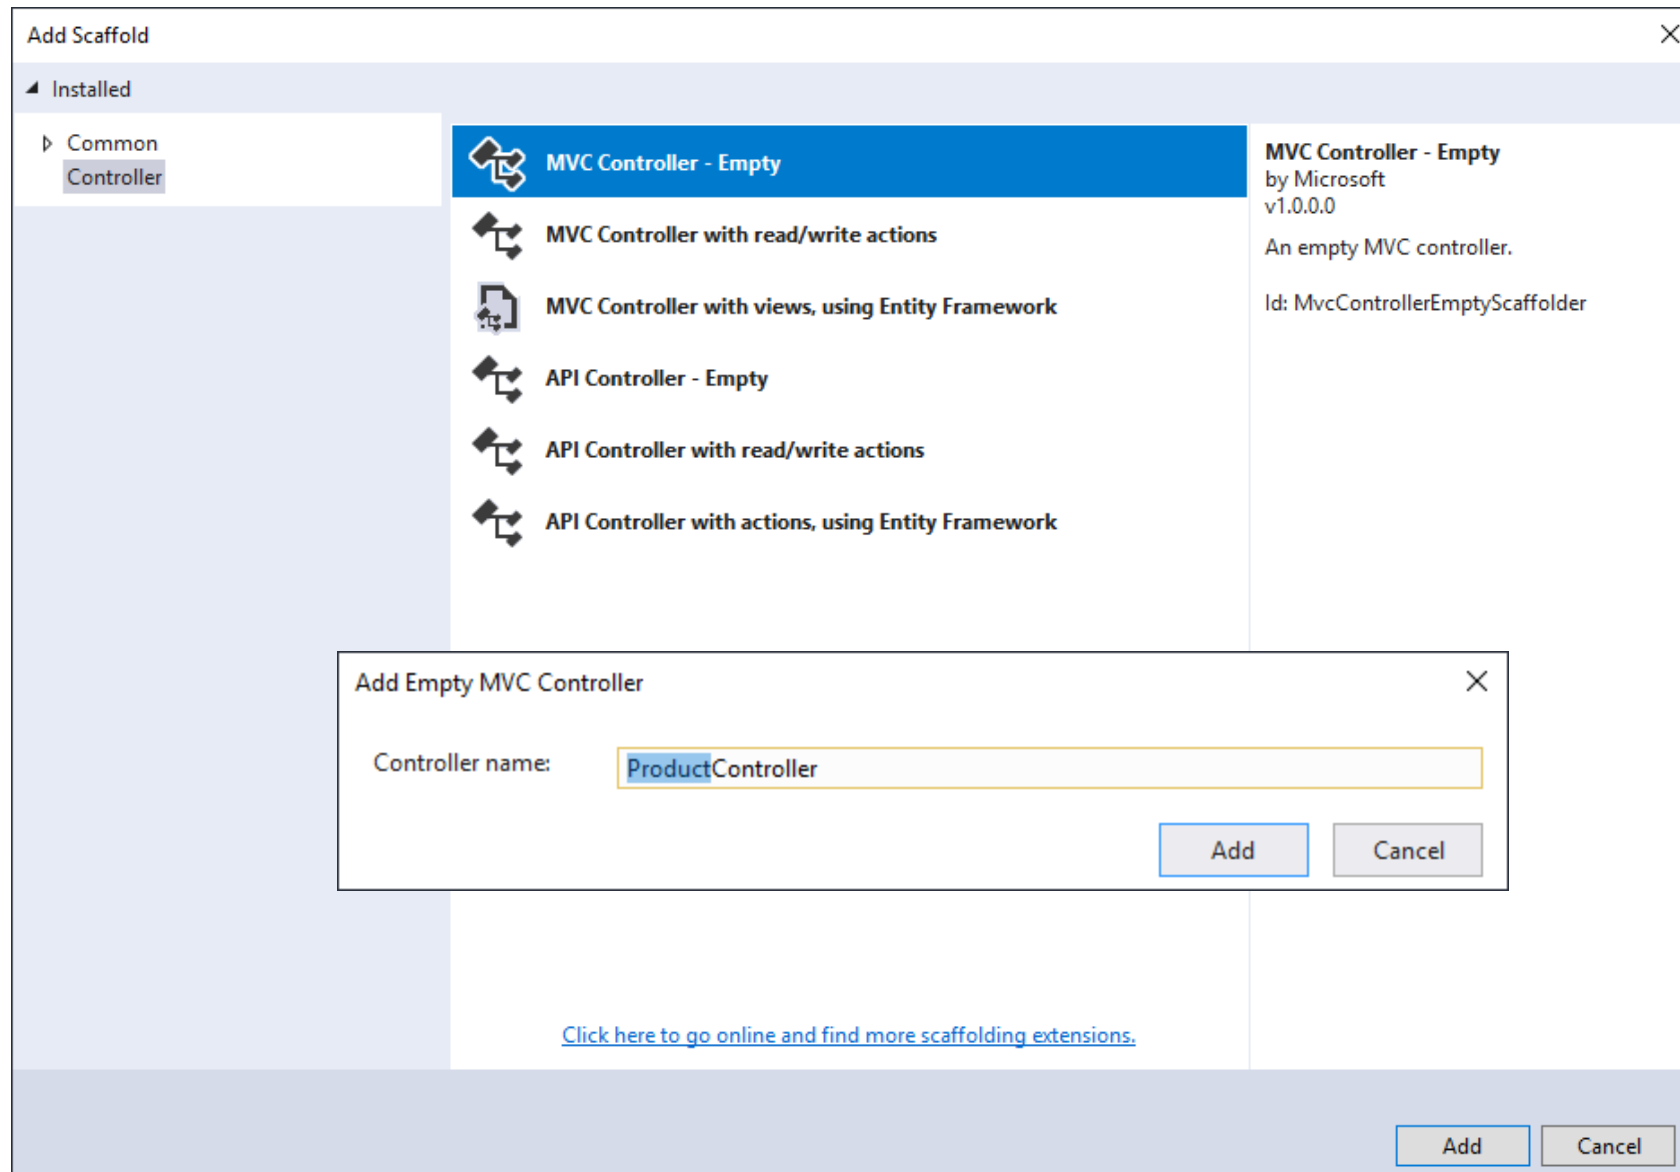 Add Scaffold
Installed
Common
Controller
MVC Controller - Empty
MVC Controller with read/write actions
MVC Controller with views, using Entity Framework
API Controller - Empty
API Controller with read/write actions
API Controller with actions, using Entity Framework
MVC Controller - Empty
by Microsoft
v1.0.0.0
An empty MVC controller.
Id: MvcControllerEmptyScaffolder
Add Empty MVC Controller
Controller name:
ProductController
Add
Cancel
Click here to go online and find more scaffolding extensions.
Add
Cancel